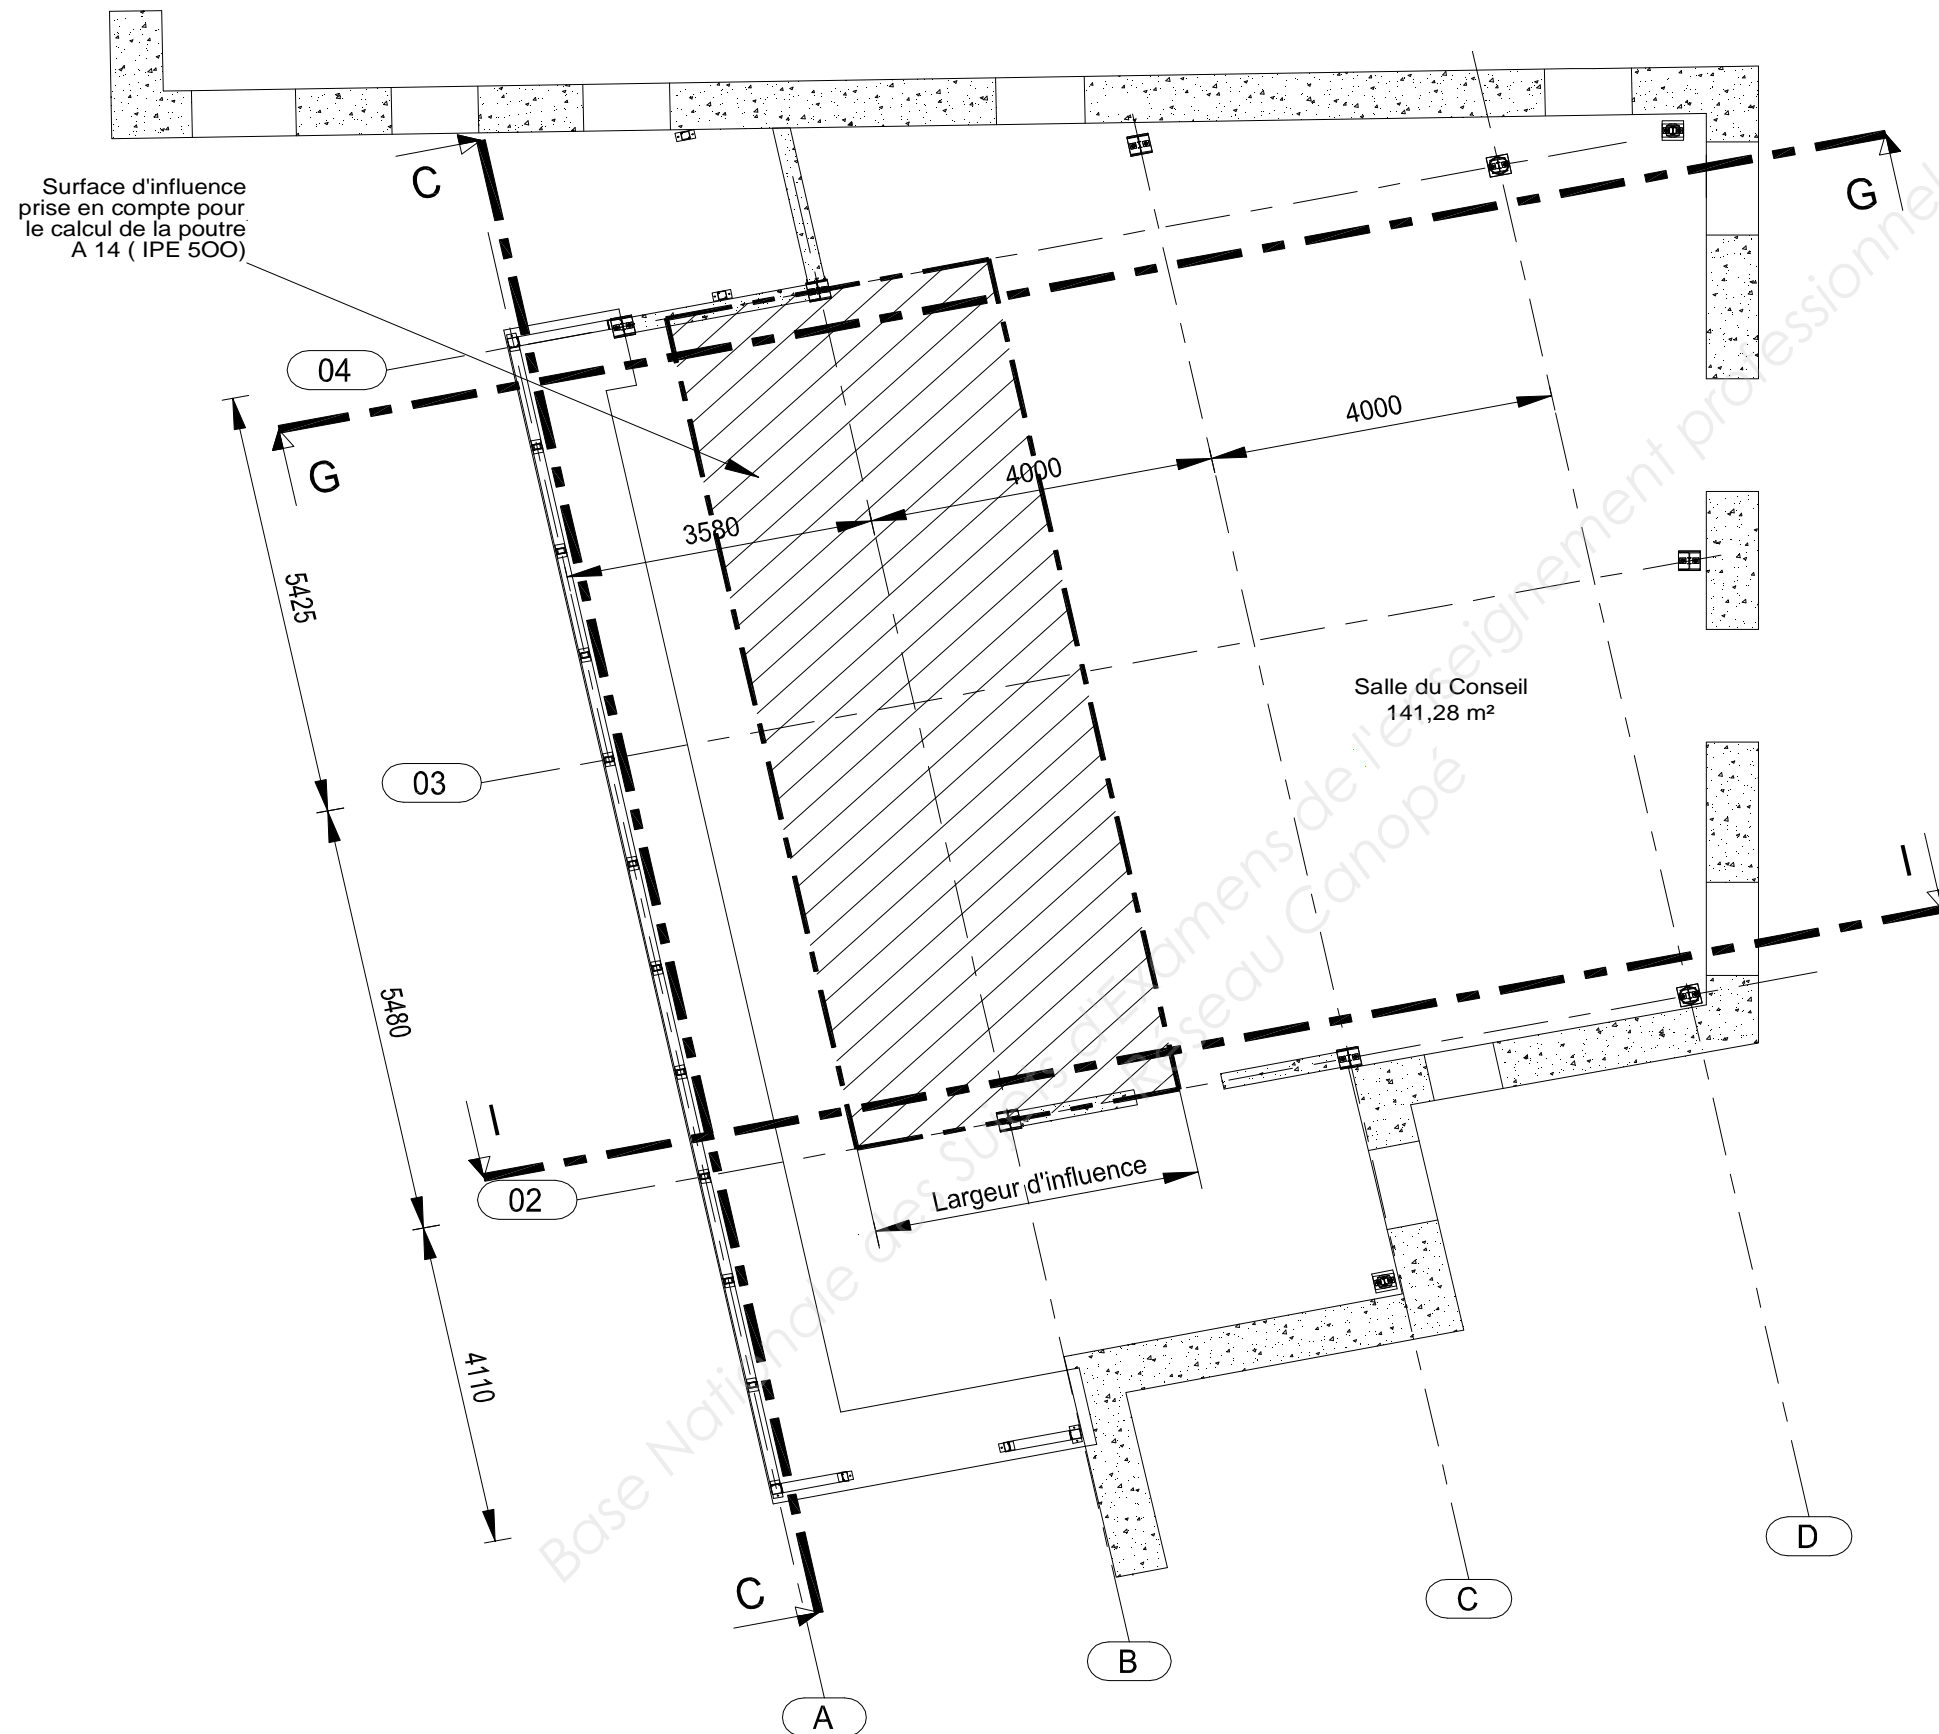 C
Surface d'influence
prise en compte pour
le calcul de la poutre
A 14 ( IPE 5OO)
G
04
4000
G
4000
3580
5425
Salle du Conseil
141,28 m²
03
5480
I
I
02
Largeur d'influence
4110
C
D
C
B
A
Base Nationale des Sujets d'Examens de l'enseignement professionnel
Réseau Canopé